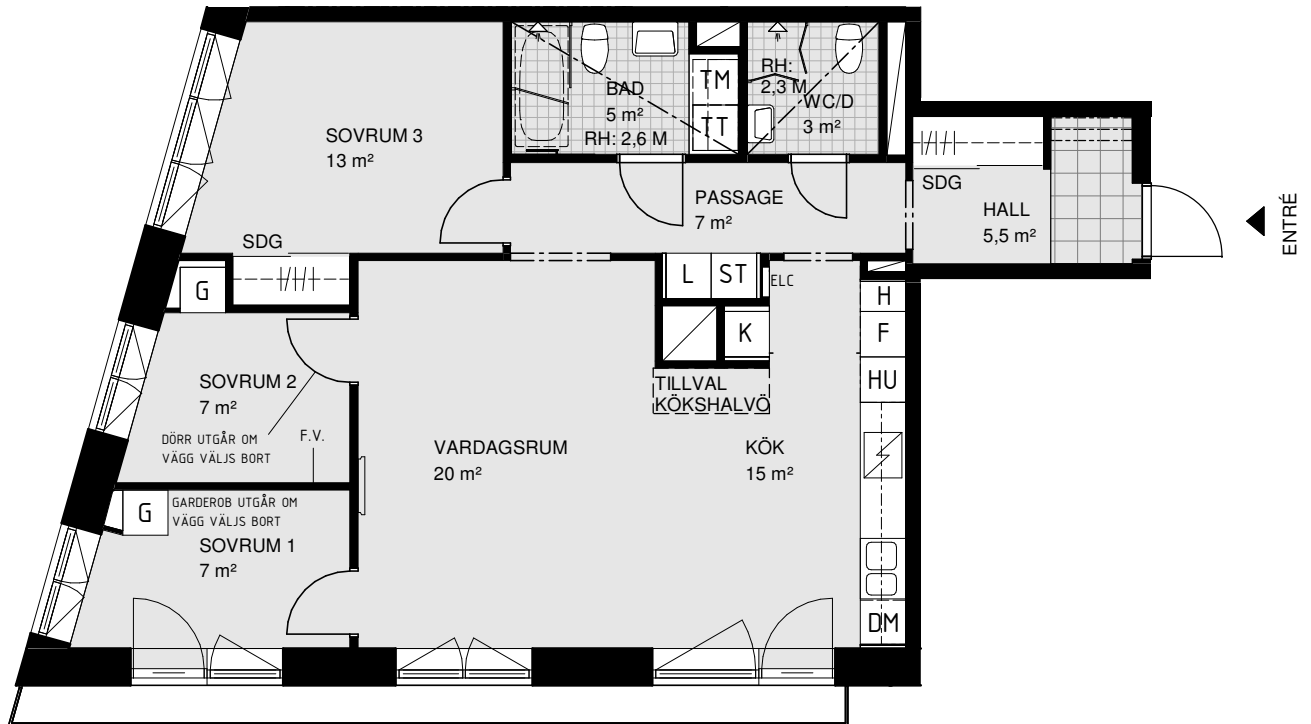 BAD
5 m²
RH: 2,6 M
TM
TT
RH:
2,3 M
WC/D
3 m²
SOVRUM 3
13 m²
SDG
PASSAGE
7 m²
SDG
HALL
5,5 m²
ENTRÉ
SDG
G
L
ST
ELC
K
H
F
HU
TILLVAL
KÖKSHALVÖ
SOVRUM 2
7 m²
DÖRR UTGÅR OM
VÄGG VÄLJS BORT
F.V.
VARDAGSRUM
20 m²
KÖK
15 m²
G
GARDEROB UTGÅR OM
VÄGG VÄLJS BORT
SOVRUM 1
7 m²
DM